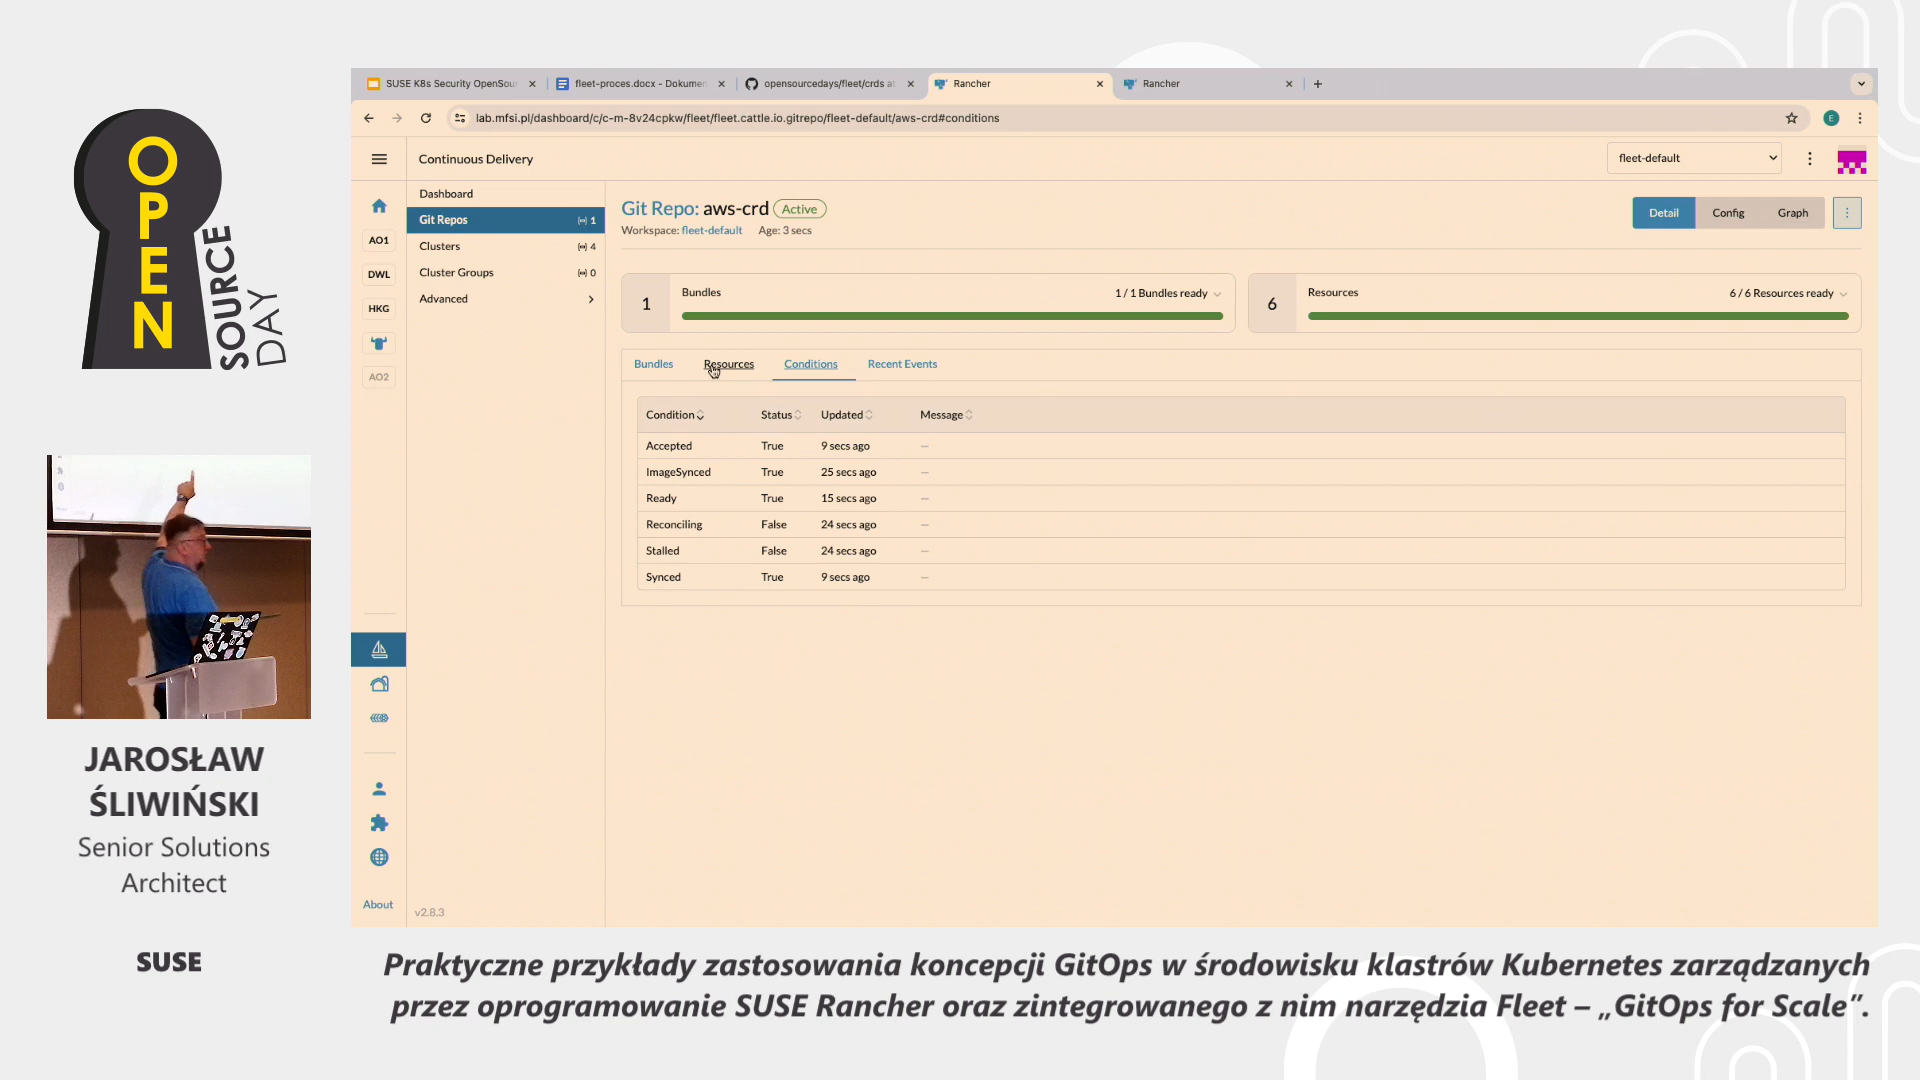 OPEN
SOURCE
DAY
JAROSŁAW
ŚLIWIŃSKI
Senior Solutions
Architect
SUSE
SUSE K8s Security OpenSour
fleet-proces.docx - Dokumen
opensourcedays/fleet/crds at
Rancher
Rancher
lab.mfsi.pl/dashboard/c/c-m-8v24cpkw/fleet/fleet.cattle.io.gitrepo/fleet-default/aws-crd#conditions
E
Continuous Delivery
fleet-default
AO1
DWL
HKG
AO2
About
Dashboard
Git Repos 1
Clusters 4
Cluster Groups 0
Advanced
v2.8.3
Git Repo: aws-crd Active
Workspace: fleet-default Age: 3 secs
Detail Config Graph
1 Bundles 1 / 1 Bundles ready
6 Resources 6 / 6 Resources ready
Bundles Resources Conditions Recent Events
Condition Status Updated Message
Accepted True 9 secs ago —
ImageSynced True 25 secs ago —
Ready True 15 secs ago —
Reconciling False 24 secs ago —
Stalled False 24 secs ago —
Synced True 9 secs ago —
Praktyczne przykłady zastosowania koncepcji GitOps w środowisku klastrów Kubernetes zarządzanych
przez oprogramowanie SUSE Rancher oraz zintegrowanego z nim narzędzia Fleet – „GitOps for Scale”.